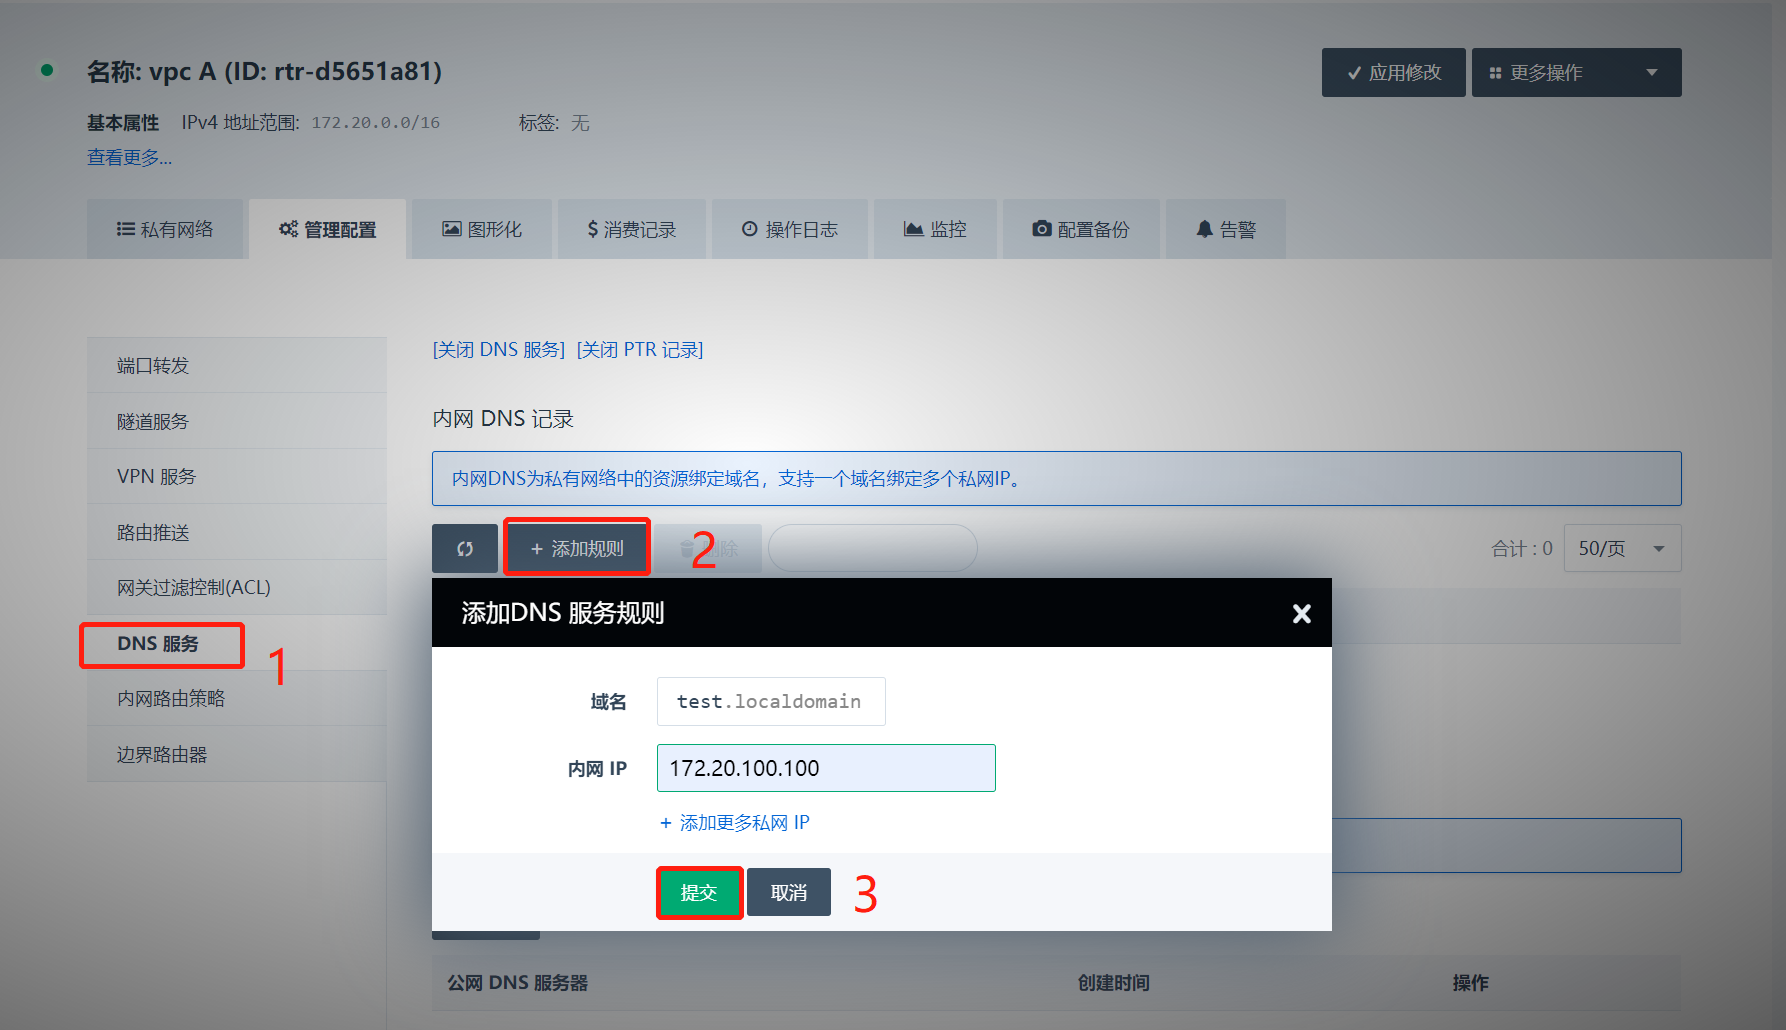 名称: vpc A (ID: rtr-d5651a81)
应用修改
更多操作
基本属性 IPv4 地址范围: 172.20.0.0/16 标签: 无
查看更多...
私有网络
管理配置
图形化
消费记录
操作日志
监控
配置备份
告警
端口转发
隧道服务
VPN 服务
路由推送
网关过滤控制(ACL)
DNS 服务
1
内网路由策略
边界路由器
[关闭 DNS 服务] [关闭 PTR 记录]
内网 DNS 记录
内网DNS为私有网络中的资源绑定域名，支持一个域名绑定多个私网IP。
+ 添加规则
2
删除
合计 : 0
50/页
添加DNS 服务规则
域名 test.localdomain
内网 IP 172.20.100.100
+ 添加更多私网 IP
提交
取消
3
公网 DNS 服务器 创建时间 操作